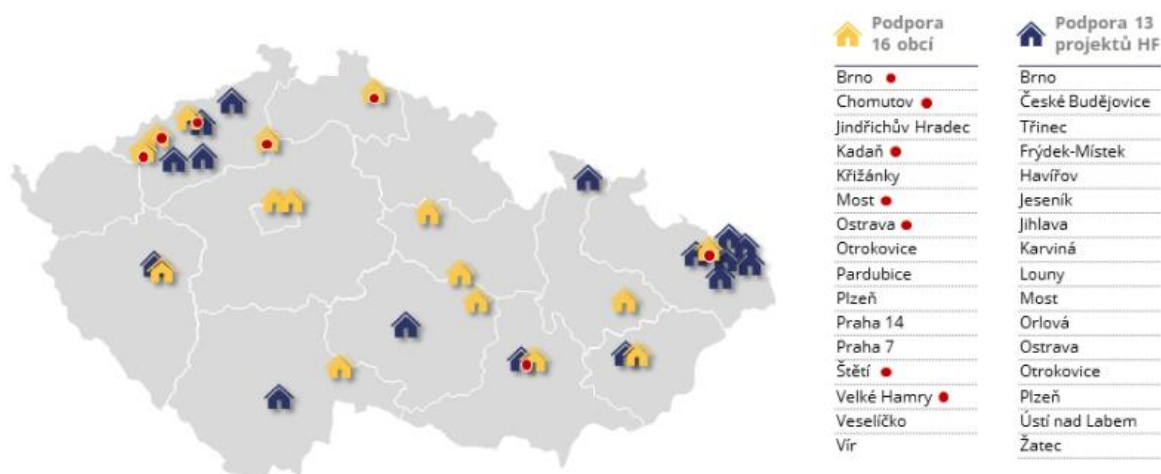 Podpora
16 obcí
Brno
Chomutov
Jindřichův Hradec
Kadaň
Křižánky
Most
Ostrava
Otrokovice
Pardubice
Plzeň
Praha 14
Praha 7
Štětí
Velké Hamry
Veselíčko
Vír
Podpora 13
projektů HF
Brno
České Budějovice
Třinec
Frýdek-Místek
Havířov
Jeseník
Jihlava
Karviná
Louny
Most
Orlová
Ostrava
Otrokovice
Plzeň
Ústí nad Labem
Žatec